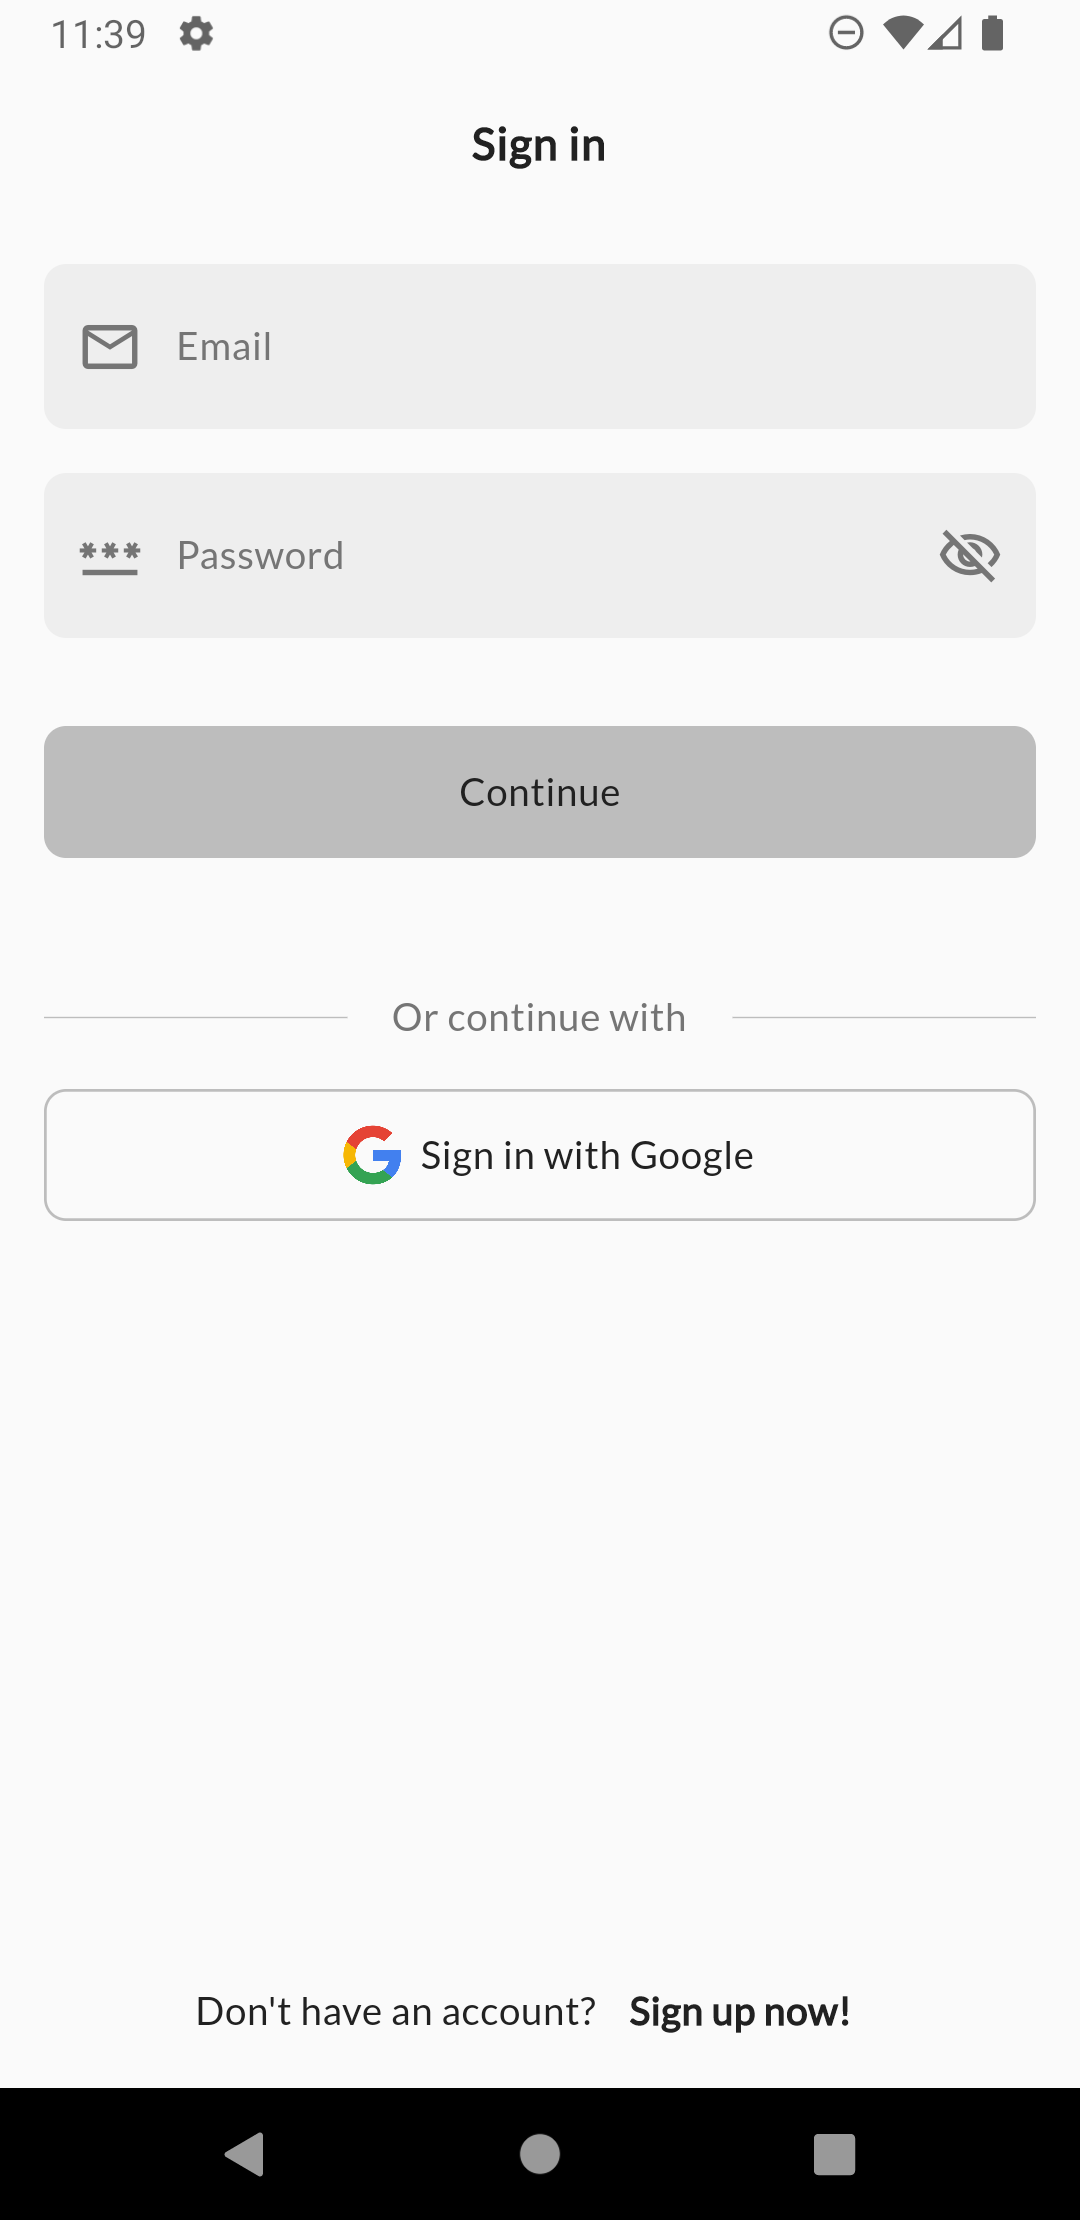 11:39
Sign in
Email
Password
Continue
Or continue with
Sign in with Google
Don't have an account? Sign up now!